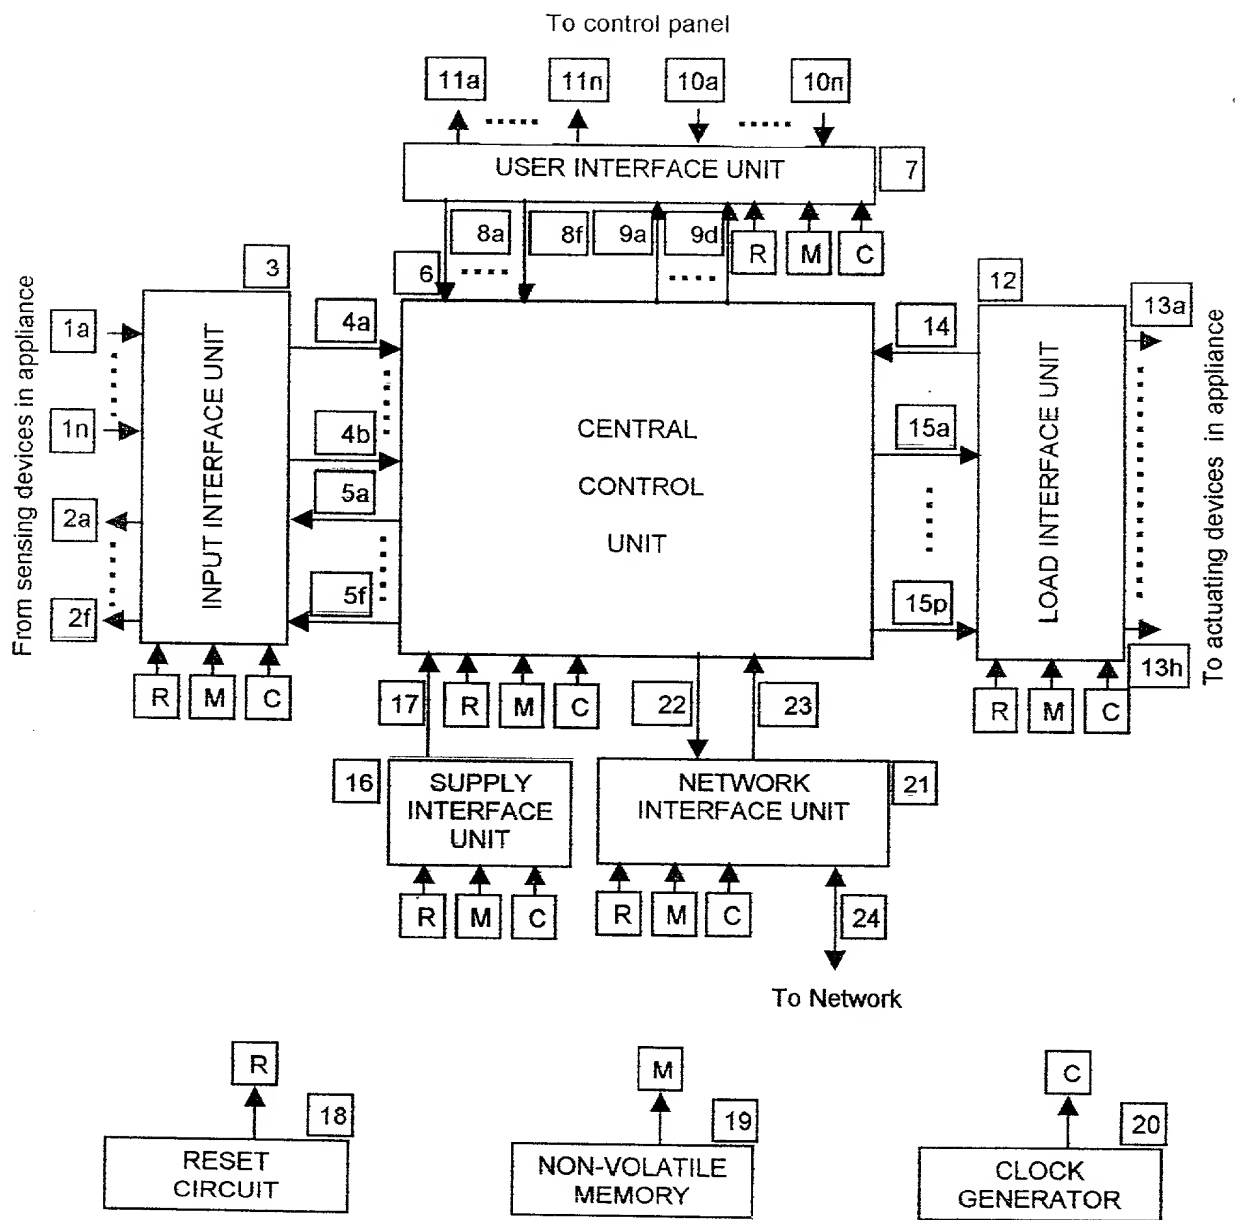 To control panel
11a 11n 10a 10n
USER INTERFACE UNIT
7
8a 8f 9a 9d
R M C
3
6
12
1a
4a
14
13a
From sensing devices in appliance
INPUT INTERFACE UNIT
1n
4b
2a
5a
2f
5f
CENTRAL
CONTROL
UNIT
15a
15p
LOAD INTERFACE UNIT
To actuating devices in appliance
13h
R M C
17
R M C
22
23
R M C
16
SUPPLY
INTERFACE
UNIT
NETWORK
INTERFACE UNIT
21
R M C
R M C
24
To Network
R
18
RESET
CIRCUIT
M
19
NON-VOLATILE
MEMORY
C
20
CLOCK
GENERATOR